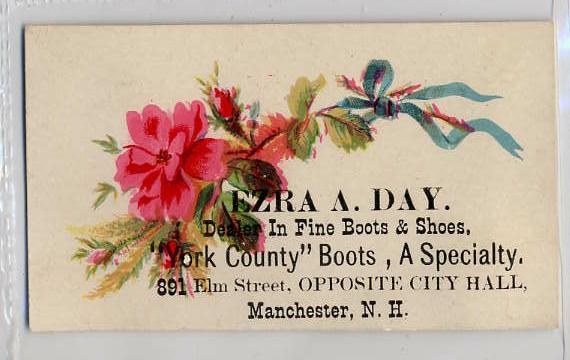 EZRA A. DAY.
Dealer In Fine Boots & Shoes,
"York County" Boots , A Specialty.
891 Elm Street, OPPOSITE CITY HALL,
Manchester, N. H.